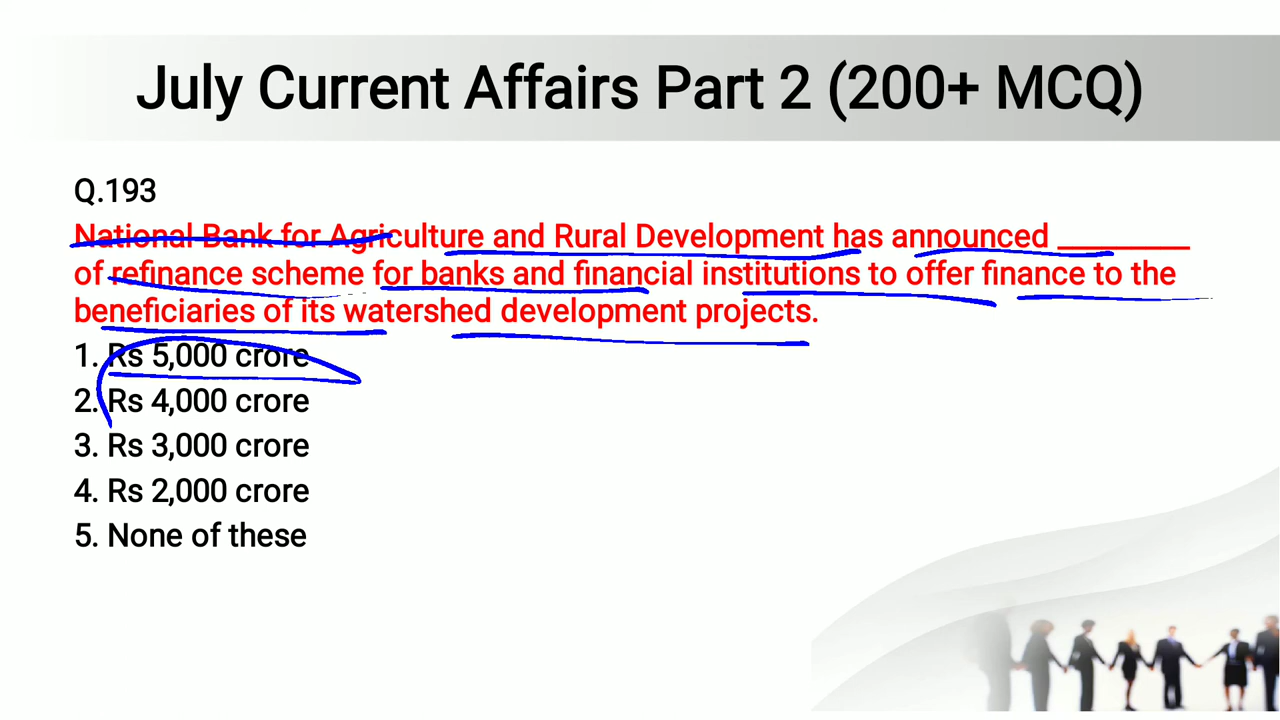 July Current Affairs Part 2 (200+ MCQ)
Q.193
National Bank for Agriculture and Rural Development has announced ________
of refinance scheme for banks and financial institutions to offer finance to the
beneficiaries of its watershed development projects.
1. Rs 5,000 crore
2. Rs 4,000 crore
3. Rs 3,000 crore
4. Rs 2,000 crore
5. None of these